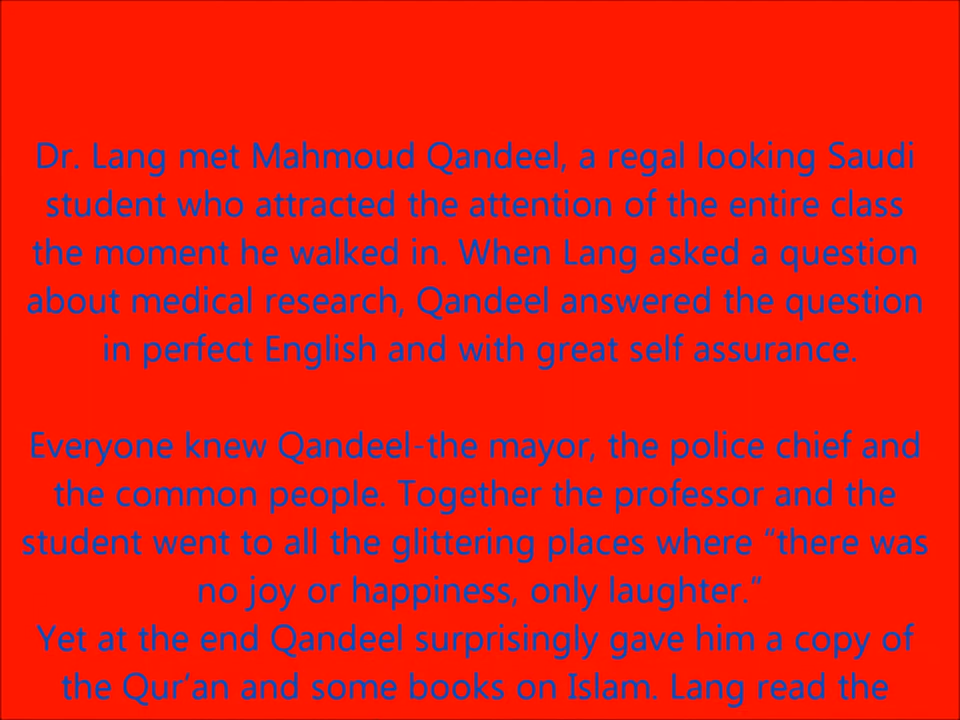 Dr. Lang met Mahmoud Qandeel, a regal looking Saudi
student who attracted the attention of the entire class
the moment he walked in. When Lang asked a question
about medical research, Qandeel answered the question
in perfect English and with great self assurance.
Everyone knew Qandeel-the mayor, the police chief and
the common people. Together the professor and the
student went to all the glittering places where “there was
no joy or happiness, only laughter.”
Yet at the end Qandeel surprisingly gave him a copy of
the Qur’an and some books on Islam. Lang read the